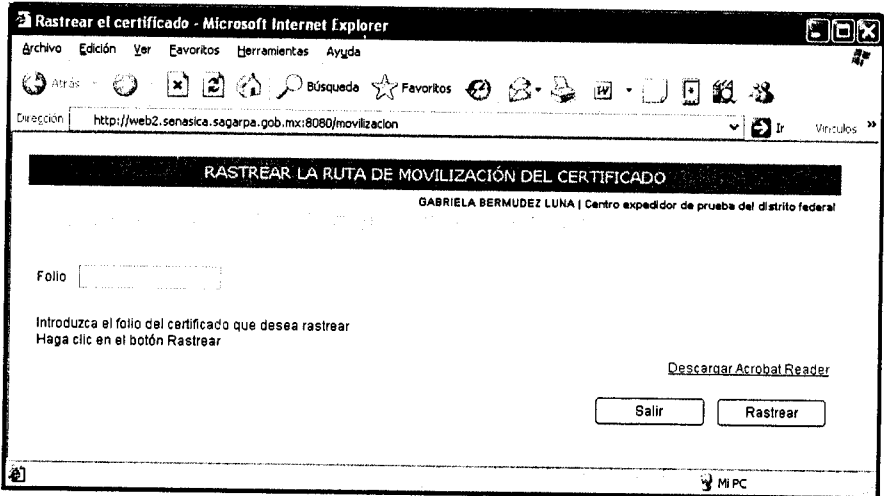 Rastrear el certificado - Microsoft Internet Explorer
Archivo Edición Ver Favoritos Herramientas Ayuda
Atrás Búsqueda Favoritos
Dirección http://web2.senasica.sagarpa.gob.mx:8080/movilizacion Ir Vínculos »
RASTREAR LA RUTA DE MOVILIZACIÓN DEL CERTIFICADO
GABRIELA BERMUDEZ LUNA | Centro expedidor de prueba del distrito federal
Folio
Introduzca el folio del certificado que desea rastrear
Haga clic en el botón Rastrear
Descargar Acrobat Reader
Salir Rastrear
Mi PC